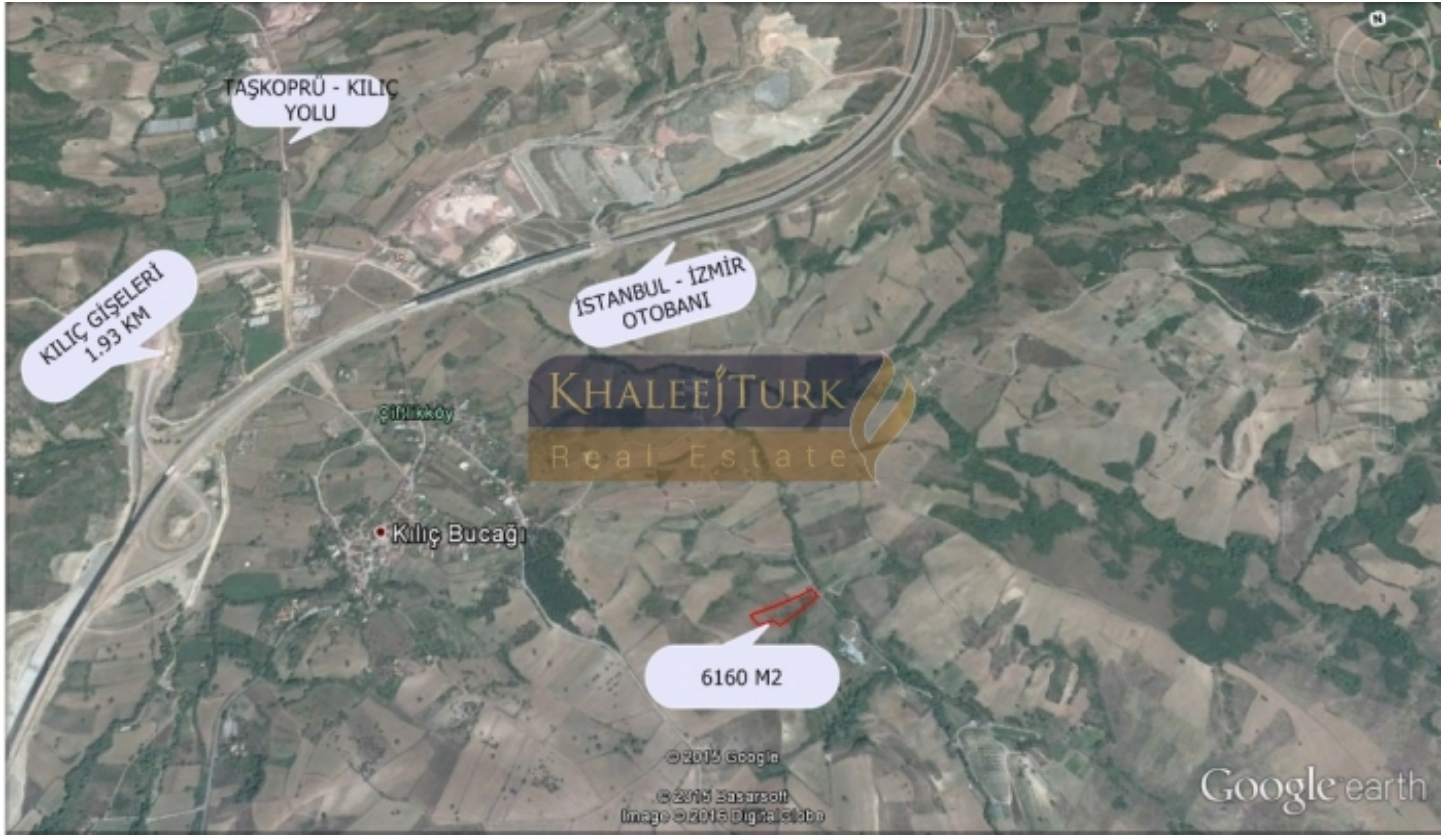 N
TAŞKOPRÜ - KILIÇ
YOLU
KILIÇ GİŞELERİ
1.93 KM
İSTANBUL - İZMİR
OTOBANI
KHALEEJTURK
Real Estate
Çiftlikköy
Kılıç Bucağı
6160 M2
© 2015 Google
© 2015 Basarsoft
Image © 2016 DigitalGlobe
Google earth